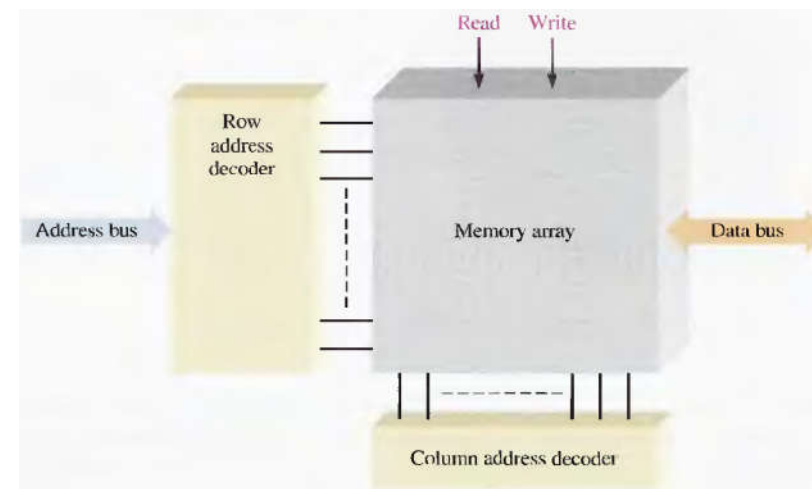 Read Write
Row
address
decoder
Address bus
Memory array
Data bus
Column address decoder